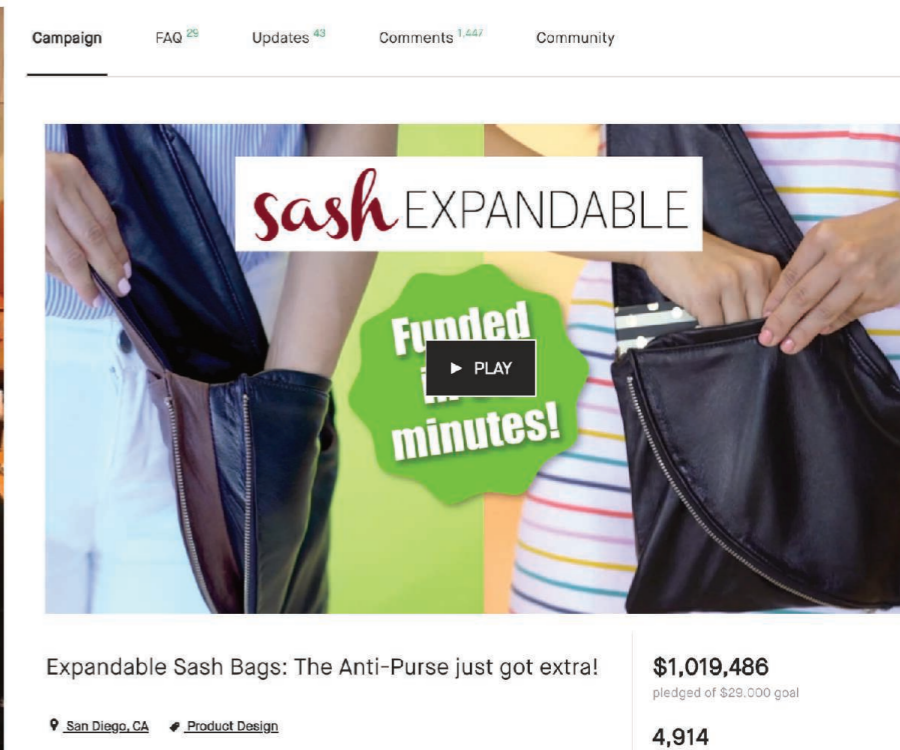 Campaign FAQ 29 Updates 43 Comments 1,447 Community
sash EXPANDABLE
Funded
PLAY
minutes!
Expandable Sash Bags: The Anti-Purse just got extra!
$1,019,486
pledged of $29,000 goal
San Diego, CA Product Design
4,914